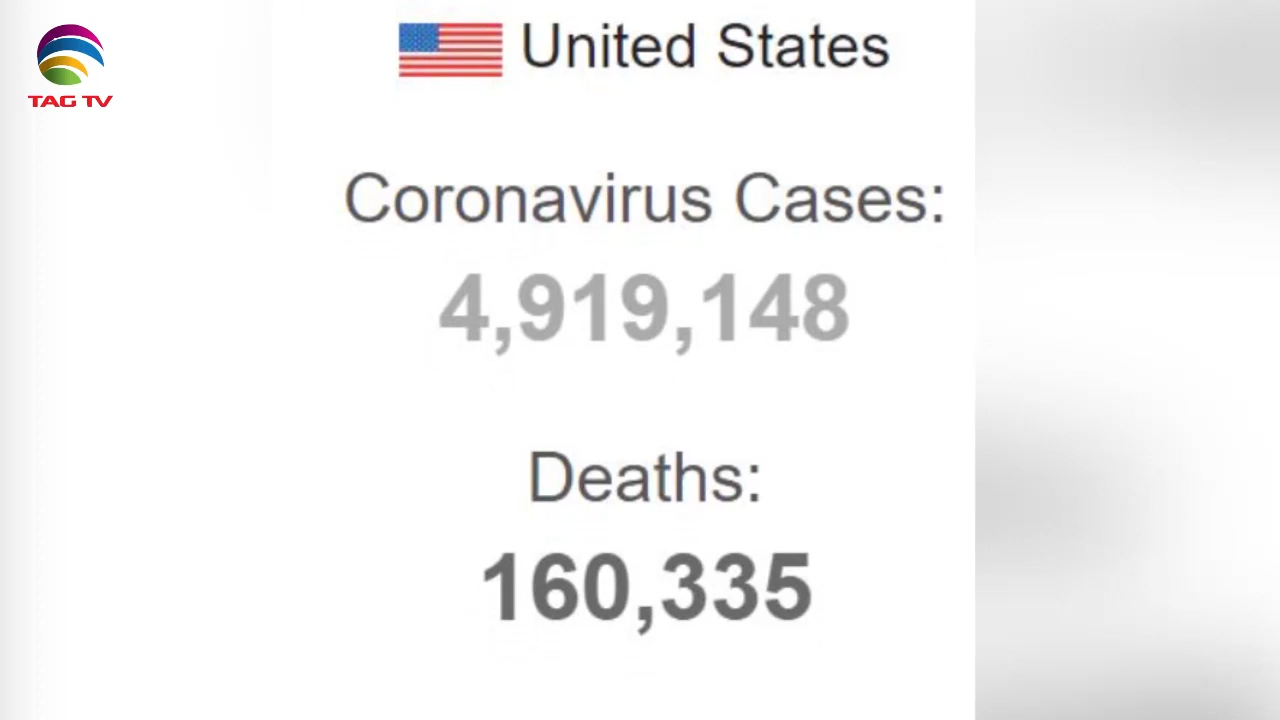 TAG TV
United States
Coronavirus Cases:
4,919,148
Deaths:
160,335